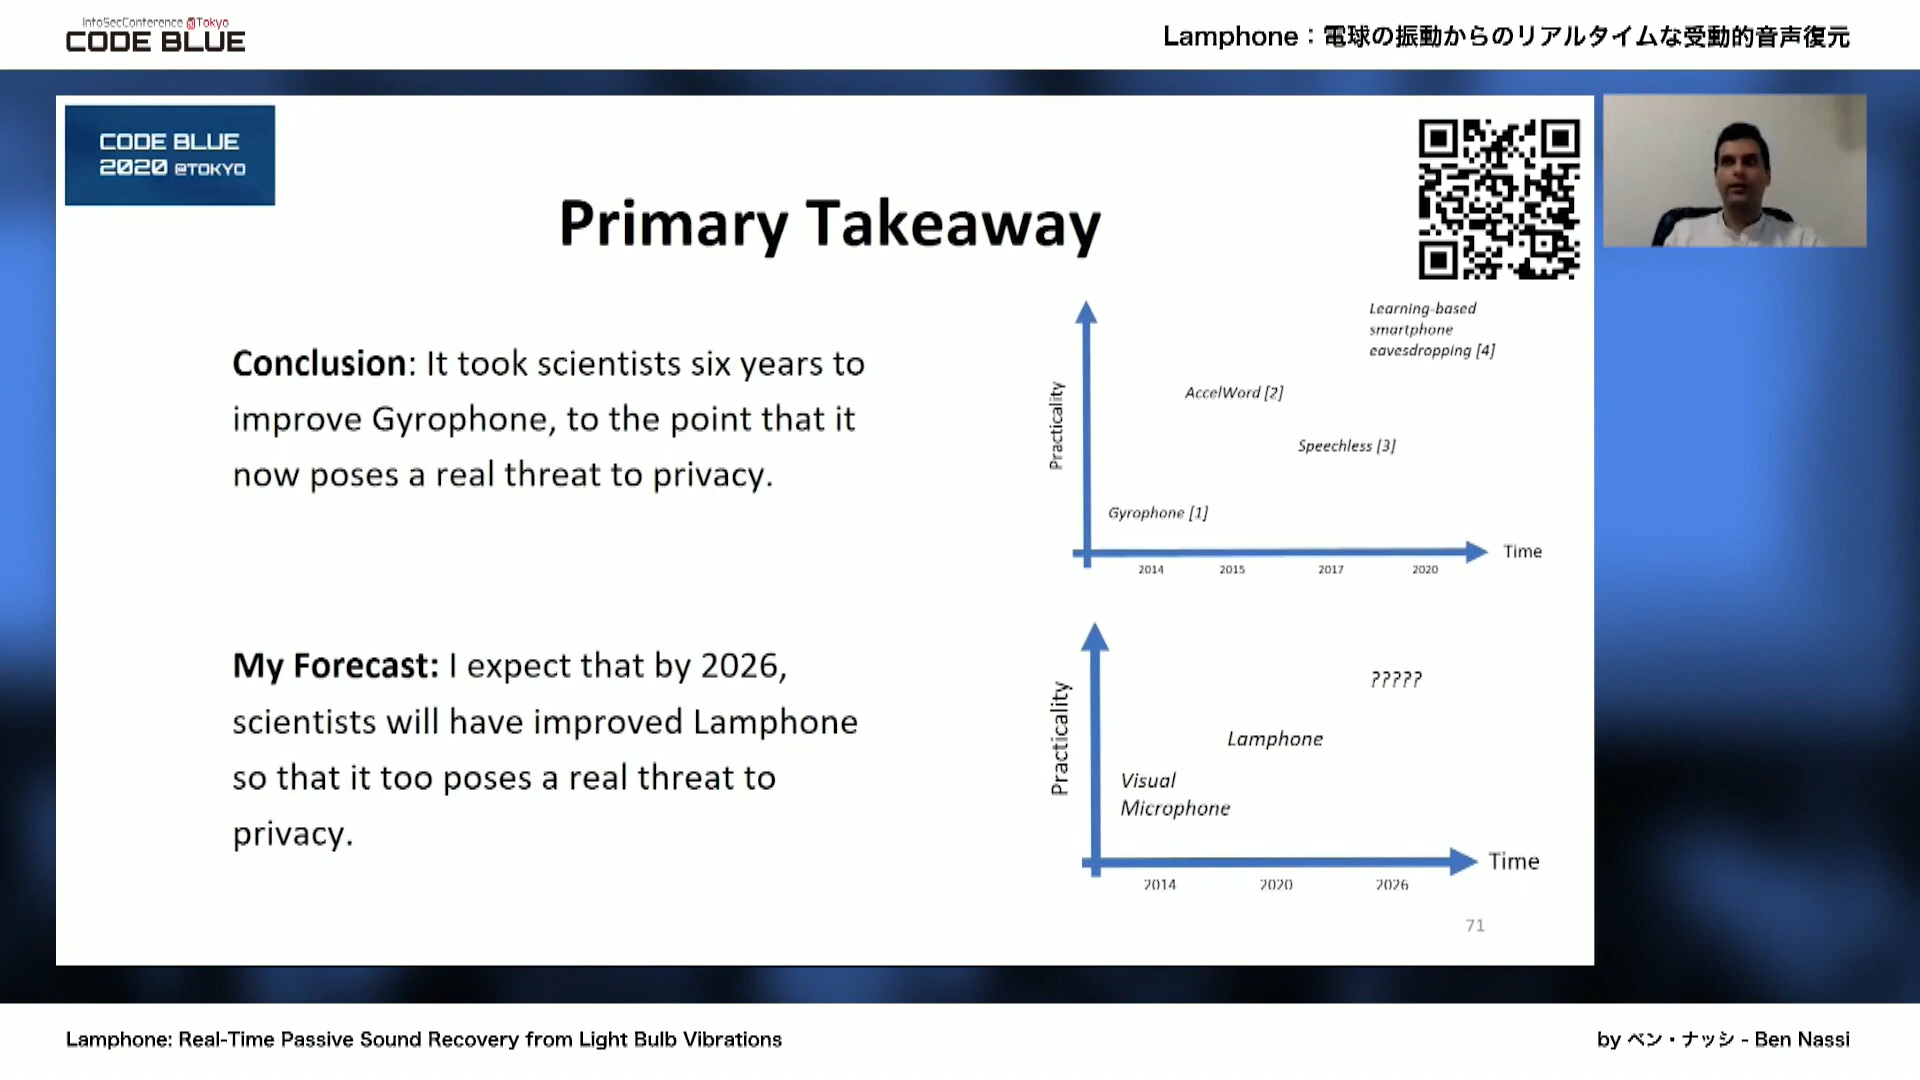 InfoSecConference @Tokyo
CODE BLUE
Lamphone：電球の振動からのリアルタイムな受動的音声復元
CODE BLUE
2020 @TOKYO
Primary Takeaway
Conclusion: It took scientists six years to
improve Gyrophone, to the point that it
now poses a real threat to privacy.
My Forecast: I expect that by 2026,
scientists will have improved Lamphone
so that it too poses a real threat to
privacy.
Practicality
Learning-based
smartphone
eavesdropping [4]
AccelWord [2]
Speechless [3]
Gyrophone [1]
Time
2014
2015
2017
2020
Practicality
?????
Lamphone
Visual
Microphone
Time
2014
2020
2026
71
Lamphone: Real-Time Passive Sound Recovery from Light Bulb Vibrations
by ベン・ナッシ - Ben Nassi